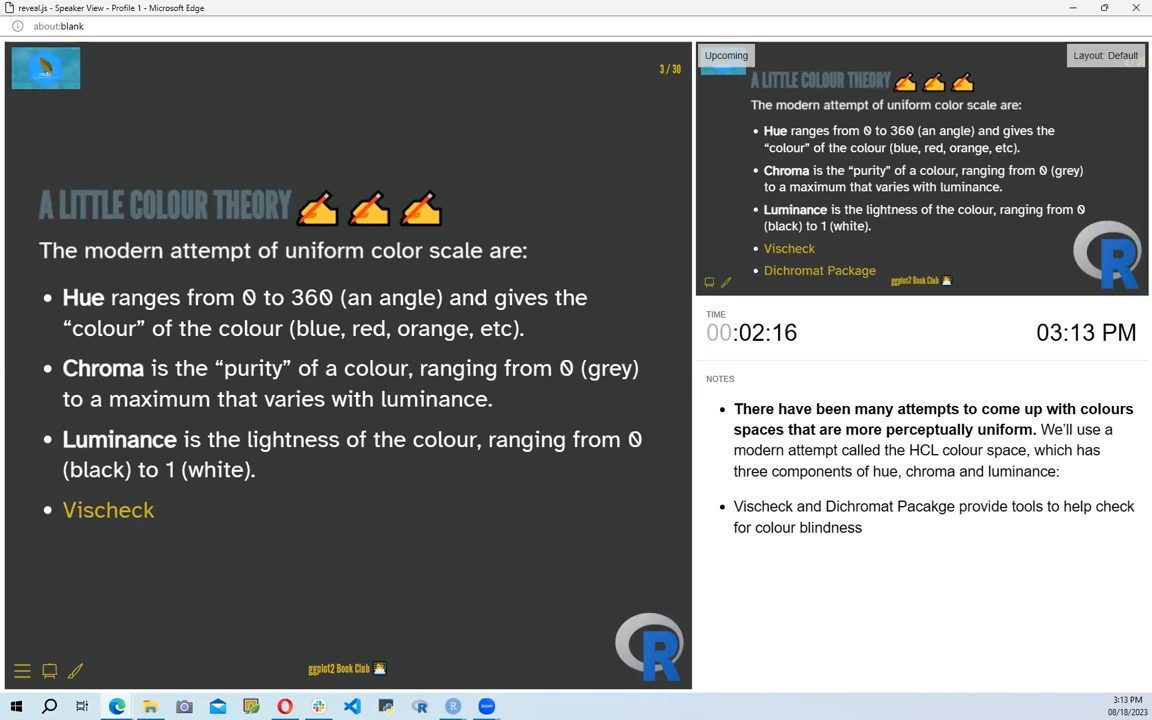 reveal.js - Speaker View - Profile 1 - Microsoft Edge
about:blank
3 / 30
A LITTLE COLOUR THEORY ✍️ ✍️ ✍️
The modern attempt of uniform color scale are:
• Hue ranges from 0 to 360 (an angle) and gives the
“colour” of the colour (blue, red, orange, etc).
• Chroma is the “purity” of a colour, ranging from 0 (grey)
to a maximum that varies with luminance.
• Luminance is the lightness of the colour, ranging from 0
(black) to 1 (white).
• Vischeck
ggplot2 Book Club
R
Upcoming
Layout: Default
A LITTLE COLOUR THEORY ✍️ ✍️ ✍️
The modern attempt of uniform color scale are:
• Hue ranges from 0 to 360 (an angle) and gives the
“colour” of the colour (blue, red, orange, etc).
• Chroma is the “purity” of a colour, ranging from 0 (grey)
to a maximum that varies with luminance.
• Luminance is the lightness of the colour, ranging from 0
(black) to 1 (white).
• Vischeck
• Dichromat Package
ggplot2 Book Club
R
TIME
00:02:16
03:13 PM
NOTES
• There have been many attempts to come up with colours
spaces that are more perceptually uniform. We’ll use a
modern attempt called the HCL colour space, which has
three components of hue, chroma and luminance:
• Vischeck and Dichromat Pacakge provide tools to help check
for colour blindness
3:13 PM
08/18/2023